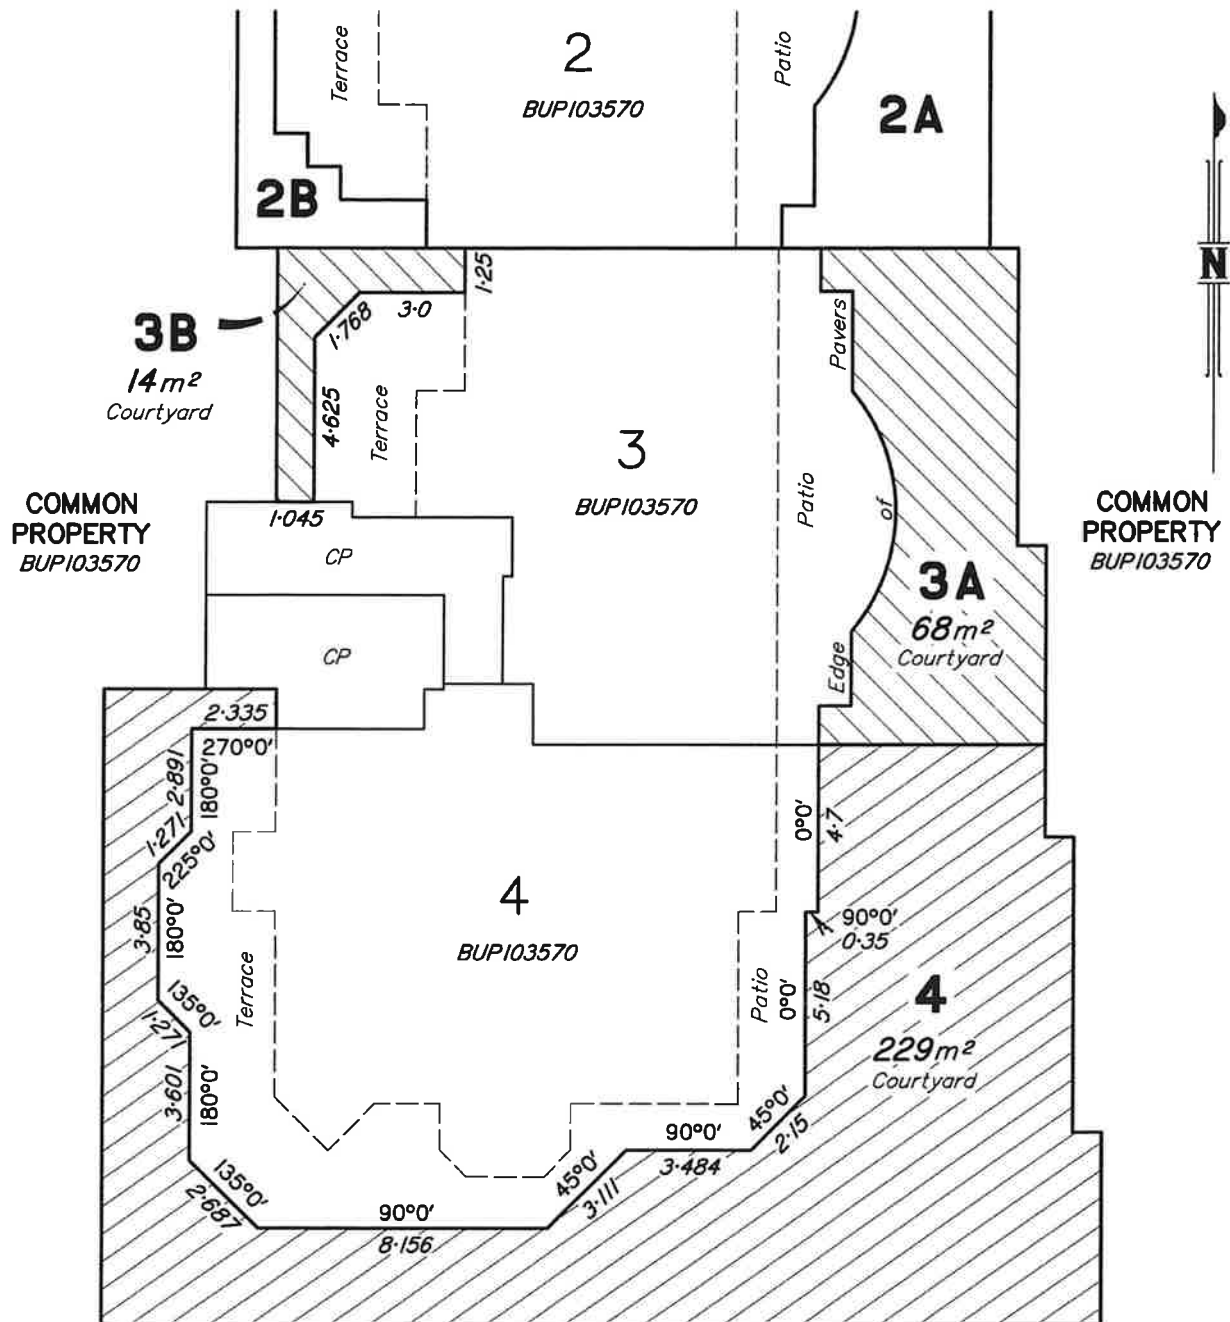 Terrace
2
BUP103570
Patio
2A
2B
N
1·25
3·0
1·768
3B
14m²
Courtyard
4·625
Terrace
3
BUP103570
Patio
Pavers
of
Edge
COMMON
PROPERTY
BUP103570
COMMON
PROPERTY
BUP103570
1·045
CP
CP
3A
68m²
Courtyard
2·335
270°0'
2·891
180°0'
1·271
225°0'
3·85
180°0'
135°0'
1·271
3·601
180°0'
135°0'
2·687
90°0'
8·156
45°0'
3·111
90°0'
3·484
45°0'
2·15
0°0'
5·18
90°0'
0·35
0°0'
4·7
Terrace
4
BUP103570
Patio
4
229m²
Courtyard